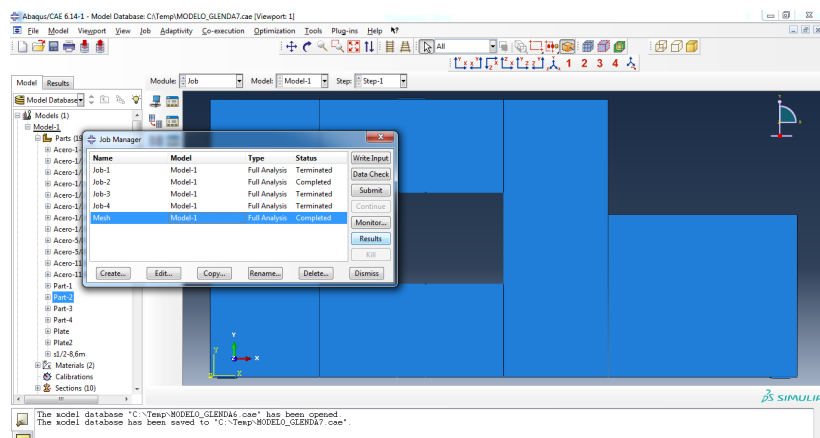 Abaqus/CAE 6.14-1 - Model Database: C:\Temp\MODELO_GLENDA7.cae [Viewport: 1]
File Model Viewport View Job Adaptivity Co-execution Optimization Tools Plug-ins Help
All
1 2 3 4
Model Results
Module: Job Model: Model-1 Step: Step-1
Model Database
Models (1)
Model-1
Parts (19
Acero-1-
Acero-1/
Acero-1/
Acero-1/
Acero-1/
Acero-1/
Acero-1/
Acero-5/
Acero-5/
Acero-11
Acero-11
Part-1
Part-2
Part-3
Part-4
Plate
Plate2
s1/2-8,6m
Materials (2)
Calibrations
Sections (10)
Job Manager
Name Model Type Status
Job-1 Model-1 Full Analysis Terminated
Job-2 Model-1 Full Analysis Completed
Job-3 Model-1 Full Analysis Terminated
Job-4 Model-1 Full Analysis Terminated
Mesh Model-1 Full Analysis Completed
Write Input
Data Check
Submit
Continue
Monitor...
Results
Kill
Create... Edit... Copy... Rename... Delete... Dismiss
Y
Y
X
X
SIMULIA
The model database "C:\Temp\MODELO_GLENDA6.cae" has been opened.
The model database has been saved to "C:\Temp\MODELO_GLENDA7.cae".